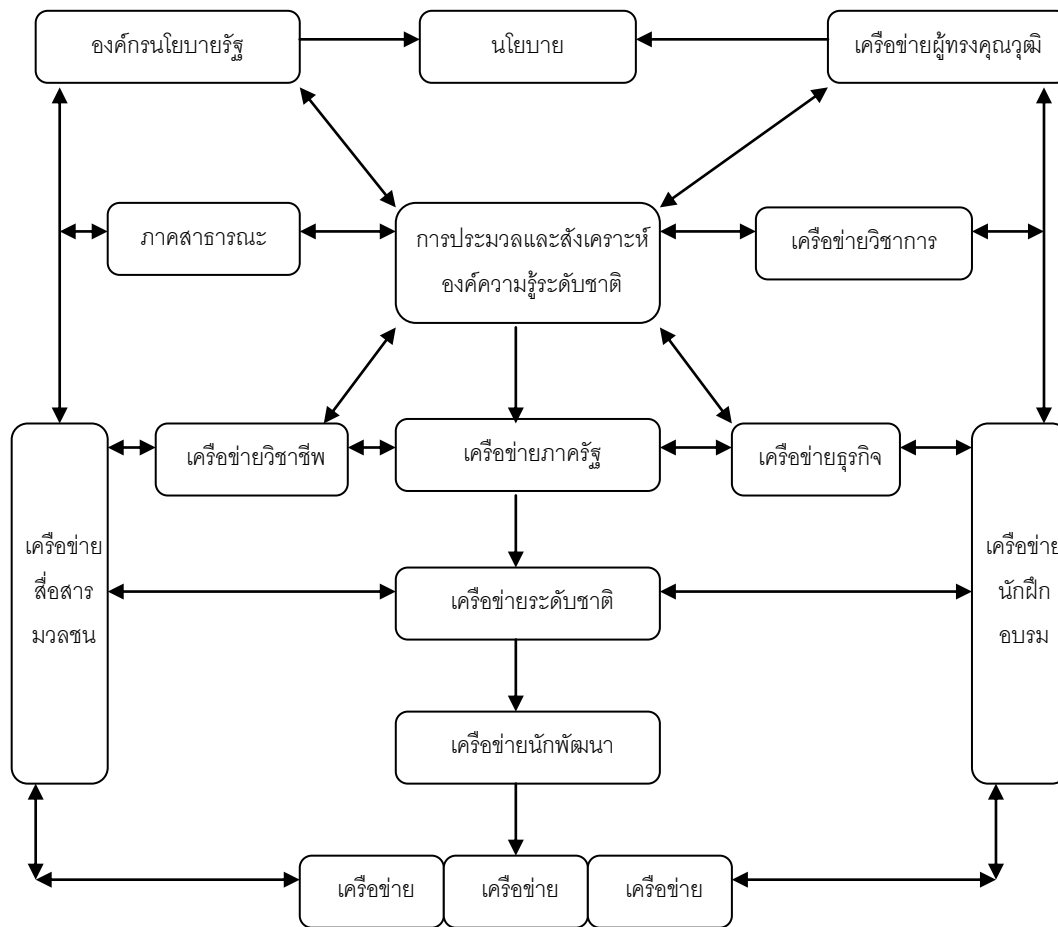 องค์กรนโยบายรัฐ
นโยบาย
เครือข่ายผู้ทรงคุณวุฒิ
ภาคสาธารณะ
การประมวลและสังเคราะห์
องค์ความรู้ระดับชาติ
เครือข่ายวิชาการ
เครือข่ายวิชาชีพ
เครือข่ายภาครัฐ
เครือข่ายธุรกิจ
เครือข่าย
สื่อสาร
มวลชน
เครือข่ายระดับชาติ
เครือข่าย
นักฝึก
อบรม
เครือข่ายนักพัฒนา
เครือข่าย
เครือข่าย
เครือข่าย